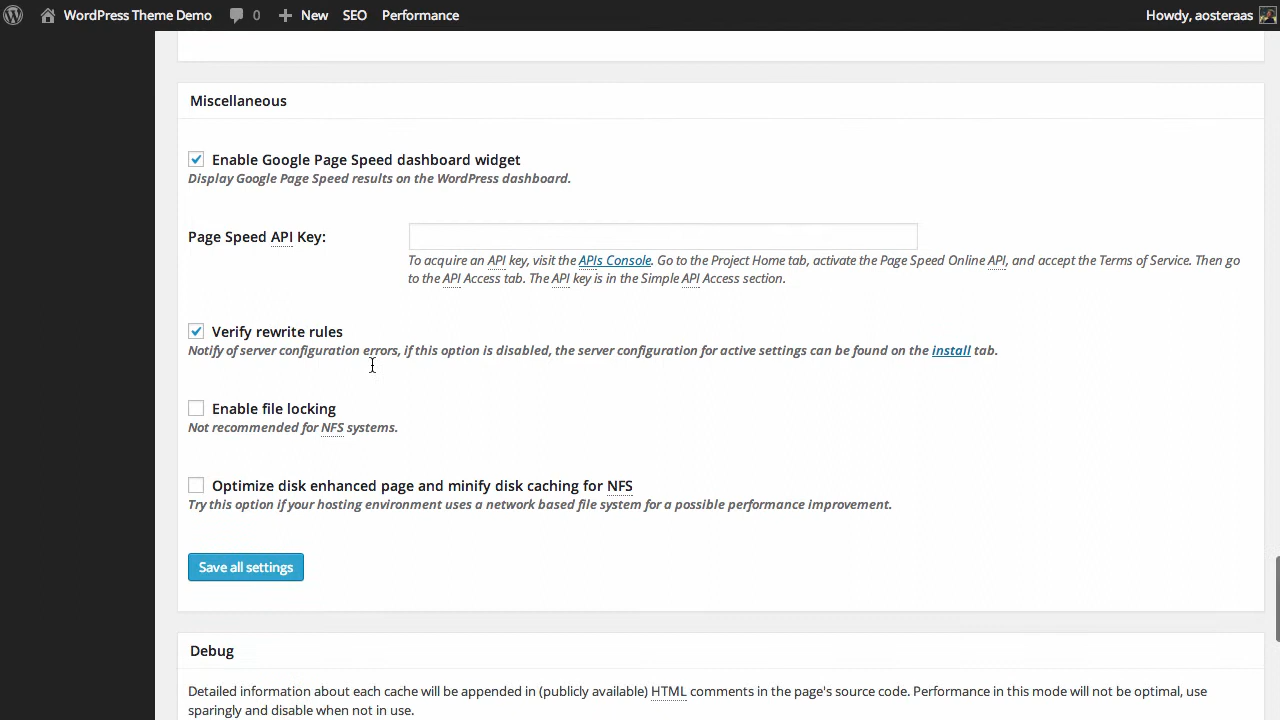 WordPress Theme Demo 0 New SEO Performance Howdy, aosteraas
Miscellaneous
Enable Google Page Speed dashboard widget
Display Google Page Speed results on the WordPress dashboard.
Page Speed API Key:
To acquire an API key, visit the APIs Console. Go to the Project Home tab, activate the Page Speed Online API, and accept the Terms of Service. Then go
to the API Access tab. The API key is in the Simple API Access section.
Verify rewrite rules
Notify of server configuration errors, if this option is disabled, the server configuration for active settings can be found on the install tab.
Enable file locking
Not recommended for NFS systems.
Optimize disk enhanced page and minify disk caching for NFS
Try this option if your hosting environment uses a network based file system for a possible performance improvement.
Save all settings
Debug
Detailed information about each cache will be appended in (publicly available) HTML comments in the page's source code. Performance in this mode will not be optimal, use
sparingly and disable when not in use.